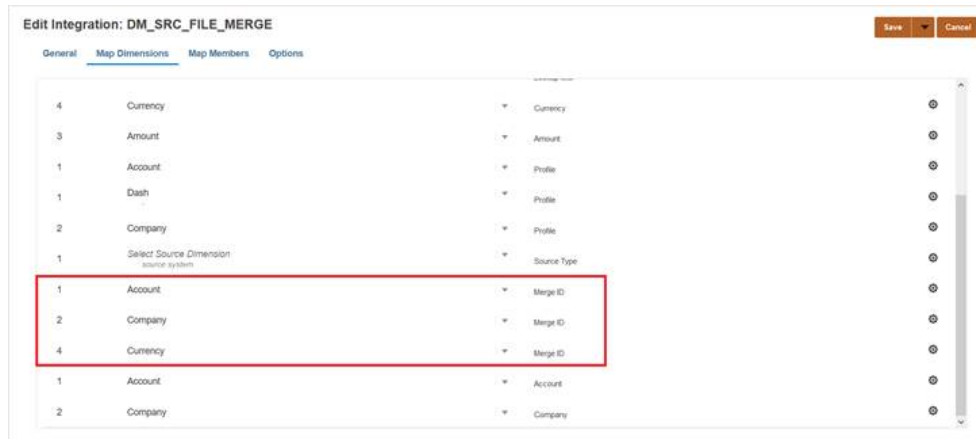 Edit Integration: DM_SRC_FILE_MERGE
Save Cancel
General Map Dimensions Map Members Options
4 Currency Currency
3 Amount Amount
1 Account Profile
1 Dash Profile
-
2 Company Profile
1 Select Source Dimension Source Type
source system
1 Account Merge ID
2 Company Merge ID
4 Currency Merge ID
1 Account Account
2 Company Company